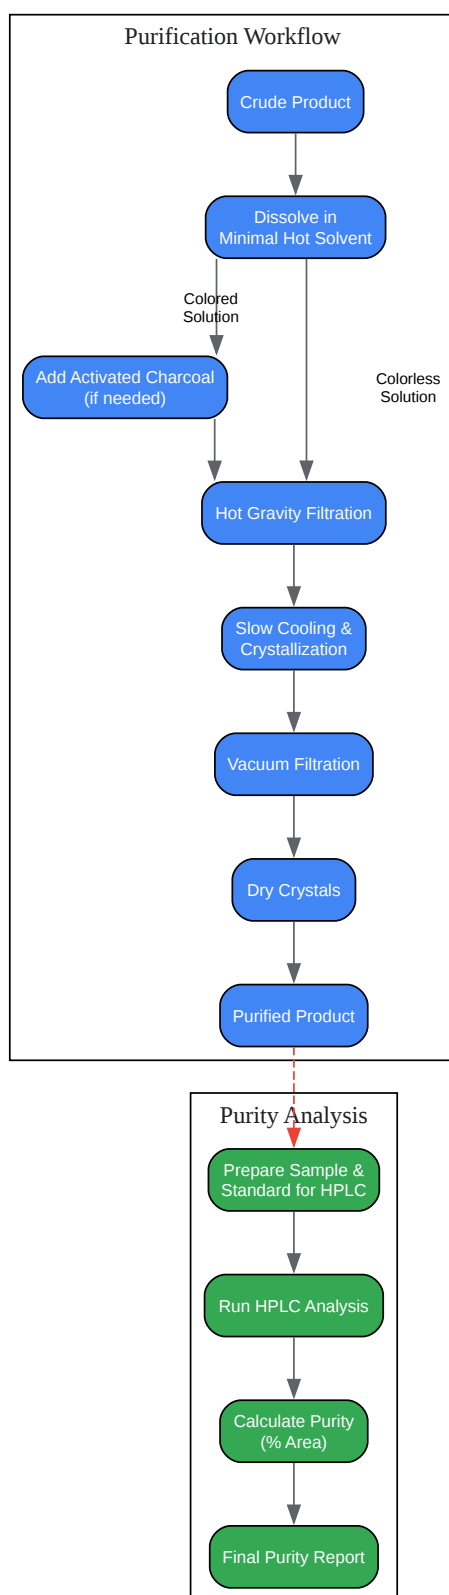 Purification Workflow
Crude Product
Dissolve in
Minimal Hot Solvent
Colored
Solution
Add Activated Charcoal
(if needed)
Colorless
Solution
Hot Gravity Filtration
Slow Cooling &
Crystallization
Vacuum Filtration
Dry Crystals
Purified Product
Purity Analysis
Prepare Sample &
Standard for HPLC
Run HPLC Analysis
Calculate Purity
(% Area)
Final Purity Report